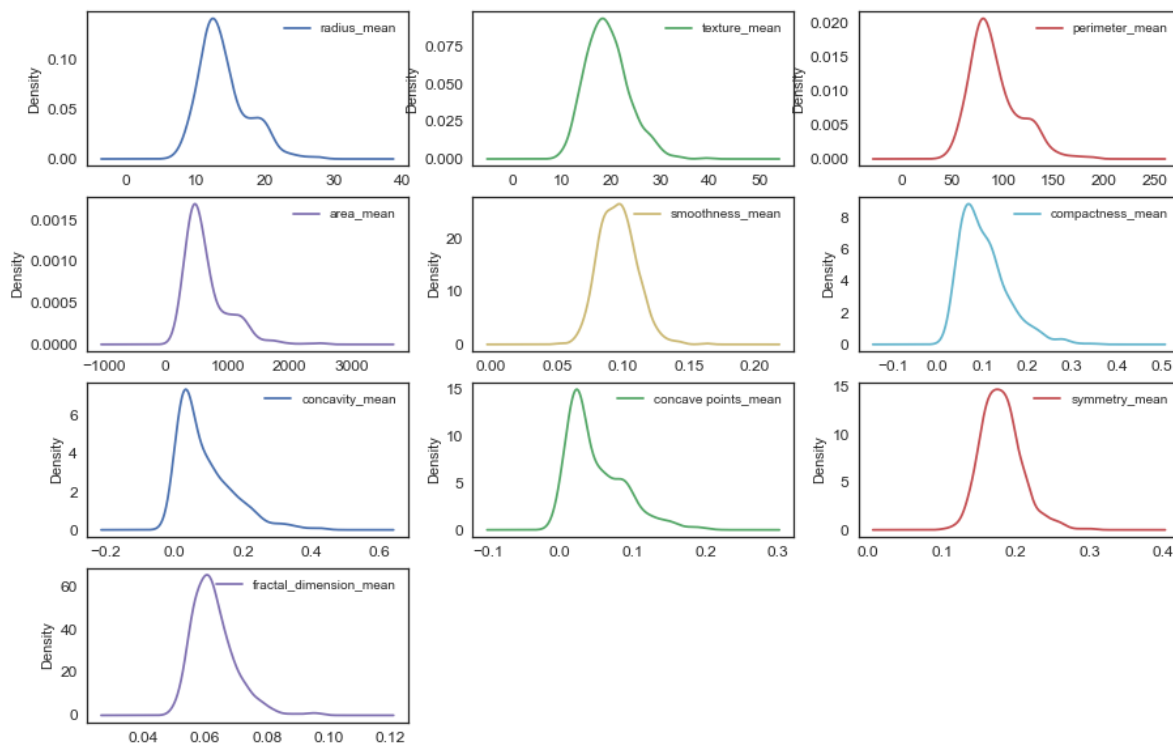 radius_mean
0.10
0.05
0.00
Density
0 10 20 30 40
texture_mean
0.075
0.050
0.025
0.000
Density
0 10 20 30 40 50
perimeter_mean
0.020
0.015
0.010
0.005
0.000
Density
0 50 100 150 200 250
area_mean
0.0015
0.0010
0.0005
0.0000
Density
−1000 0 1000 2000 3000
smoothness_mean
20
10
0
Density
0.00 0.05 0.10 0.15 0.20
compactness_mean
8
6
4
2
0
Density
−0.1 0.0 0.1 0.2 0.3 0.4 0.5
concavity_mean
6
4
2
0
Density
−0.2 0.0 0.2 0.4 0.6
concave points_mean
15
10
5
0
Density
−0.1 0.0 0.1 0.2 0.3
symmetry_mean
15
10
5
0
Density
0.0 0.1 0.2 0.3 0.4
fractal_dimension_mean
60
40
20
0
Density
0.04 0.06 0.08 0.10 0.12